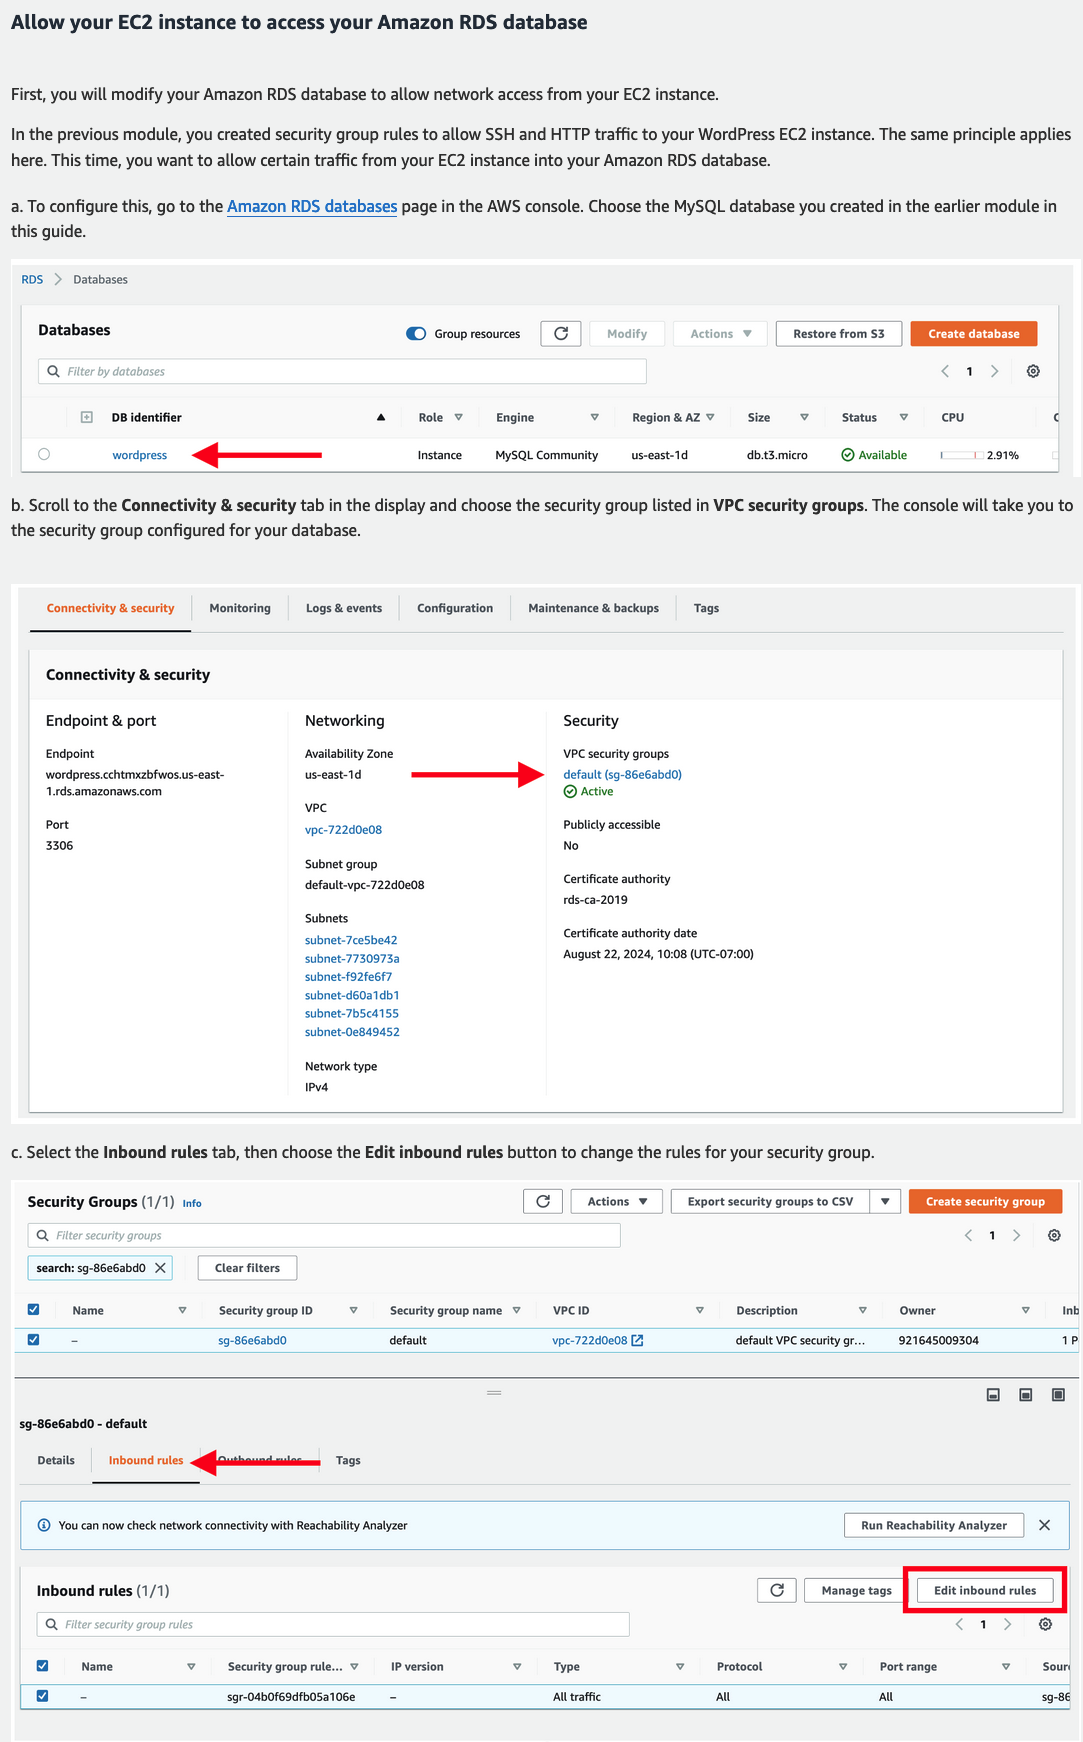 Allow your EC2 instance to access your Amazon RDS database
First, you will modify your Amazon RDS database to allow network access from your EC2 instance.
In the previous module, you created security group rules to allow SSH and HTTP traffic to your WordPress EC2 instance. The same principle applies
here. This time, you want to allow certain traffic from your EC2 instance into your Amazon RDS database.
a. To configure this, go to the Amazon RDS databases page in the AWS console. Choose the MySQL database you created in the earlier module in
this guide.
RDS > Databases
Databases
Group resources
Modify
Actions
Restore from S3
Create database
Filter by databases
1
DB identifier Role Engine Region & AZ Size Status CPU
wordpress Instance MySQL Community us-east-1d db.t3.micro Available 2.91%
b. Scroll to the Connectivity & security tab in the display and choose the security group listed in VPC security groups. The console will take you to
the security group configured for your database.
Connectivity & security Monitoring Logs & events Configuration Maintenance & backups Tags
Connectivity & security
Endpoint & port
Endpoint
wordpress.cchtmxzbfwos.us-east-
1.rds.amazonaws.com
Port
3306
Networking
Availability Zone
us-east-1d
VPC
vpc-722d0e08
Subnet group
default-vpc-722d0e08
Subnets
subnet-7ce5be42
subnet-7730973a
subnet-f92fe6f7
subnet-d60a1db1
subnet-7b5c4155
subnet-0e849452
Network type
IPv4
Security
VPC security groups
default (sg-86e6abd0)
Active
Publicly accessible
No
Certificate authority
rds-ca-2019
Certificate authority date
August 22, 2024, 10:08 (UTC-07:00)
c. Select the Inbound rules tab, then choose the Edit inbound rules button to change the rules for your security group.
Security Groups (1/1) Info
Actions
Export security groups to CSV
Create security group
Filter security groups
1
search: sg-86e6abd0
Clear filters
Name Security group ID Security group name VPC ID Description Owner Inb
– sg-86e6abd0 default vpc-722d0e08 default VPC security gr... 921645009304 1 P
sg-86e6abd0 - default
Details Inbound rules Outbound rules Tags
You can now check network connectivity with Reachability Analyzer
Run Reachability Analyzer
Inbound rules (1/1)
Manage tags
Edit inbound rules
Filter security group rules
1
Name Security group rule... IP version Type Protocol Port range Sour
– sgr-04b0f69dfb05a106e – All traffic All All sg-86